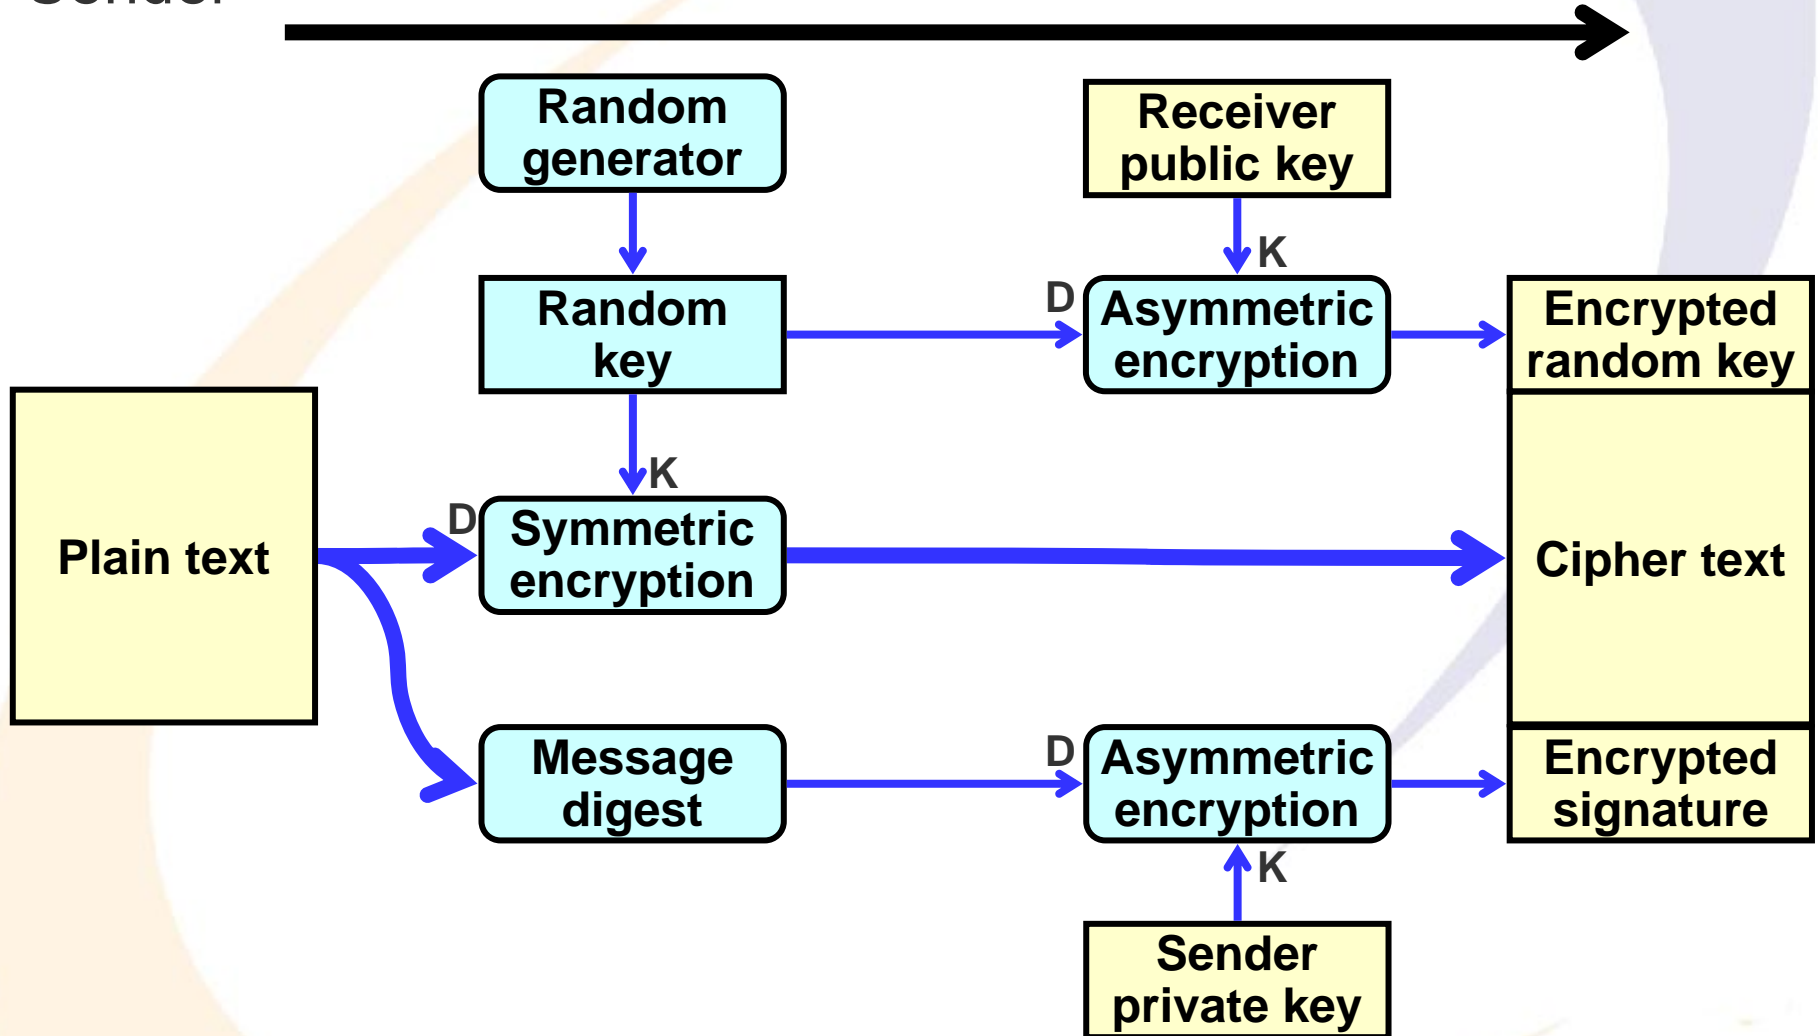 Sender
Random
generator
Receiver
public key
K
Random
key
D
Asymmetric
encryption
Encrypted
random key
K
Plain text
D
Symmetric
encryption
Cipher text
Message
digest
D
Asymmetric
encryption
Encrypted
signature
K
Sender
private key